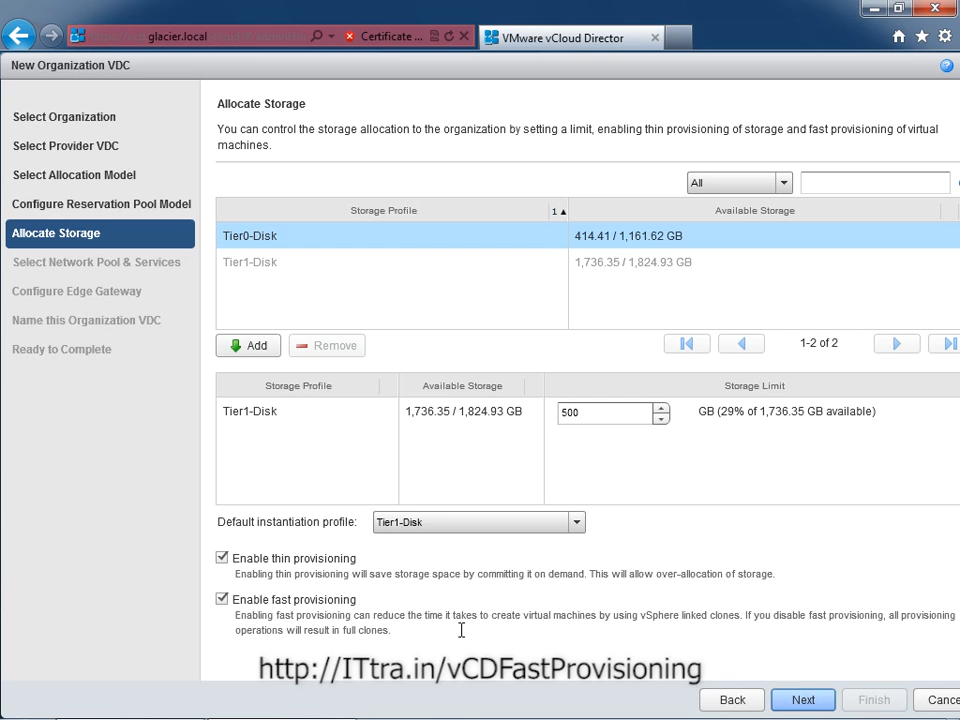 glacier.local
Certificate ...
VMware vCloud Director
New Organization VDC
Select Organization
Select Provider VDC
Select Allocation Model
Configure Reservation Pool Model
Allocate Storage
Select Network Pool & Services
Configure Edge Gateway
Name this Organization VDC
Ready to Complete
Allocate Storage
You can control the storage allocation to the organization by setting a limit, enabling thin provisioning of storage and fast provisioning of virtual
machines.
All
Storage Profile 1 ▲ Available Storage
Tier0-Disk 414.41 / 1,161.62 GB
Tier1-Disk 1,736.35 / 1,824.93 GB
Add Remove 1-2 of 2
Storage Profile Available Storage Storage Limit
Tier1-Disk 1,736.35 / 1,824.93 GB 500 GB (29% of 1,736.35 GB available)
Default instantiation profile: Tier1-Disk
Enable thin provisioning
Enabling thin provisioning will save storage space by committing it on demand. This will allow over-allocation of storage.
Enable fast provisioning
Enabling fast provisioning can reduce the time it takes to create virtual machines by using vSphere linked clones. If you disable fast provisioning, all provisioning
operations will result in full clones.
http://ITtra.in/vCDFastProvisioning
Back Next Finish Cance